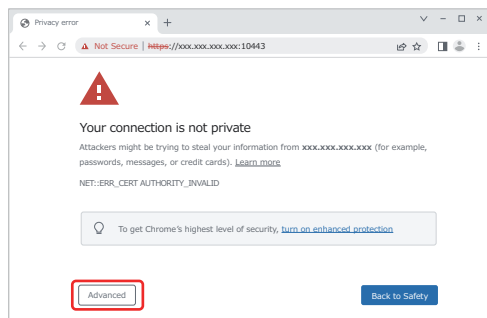 Privacy error
Not Secure | https://xxx.xxx.xxx.xxx:10443
Your connection is not private
Attackers might be trying to steal your information from xxx.xxx.xxx.xxx (for example,
passwords, messages, or credit cards). Learn more
NET::ERR_CERT AUTHORITY_INVALID
To get Chrome's highest level of security, turn on enhanced protection
Advanced
Back to Safety